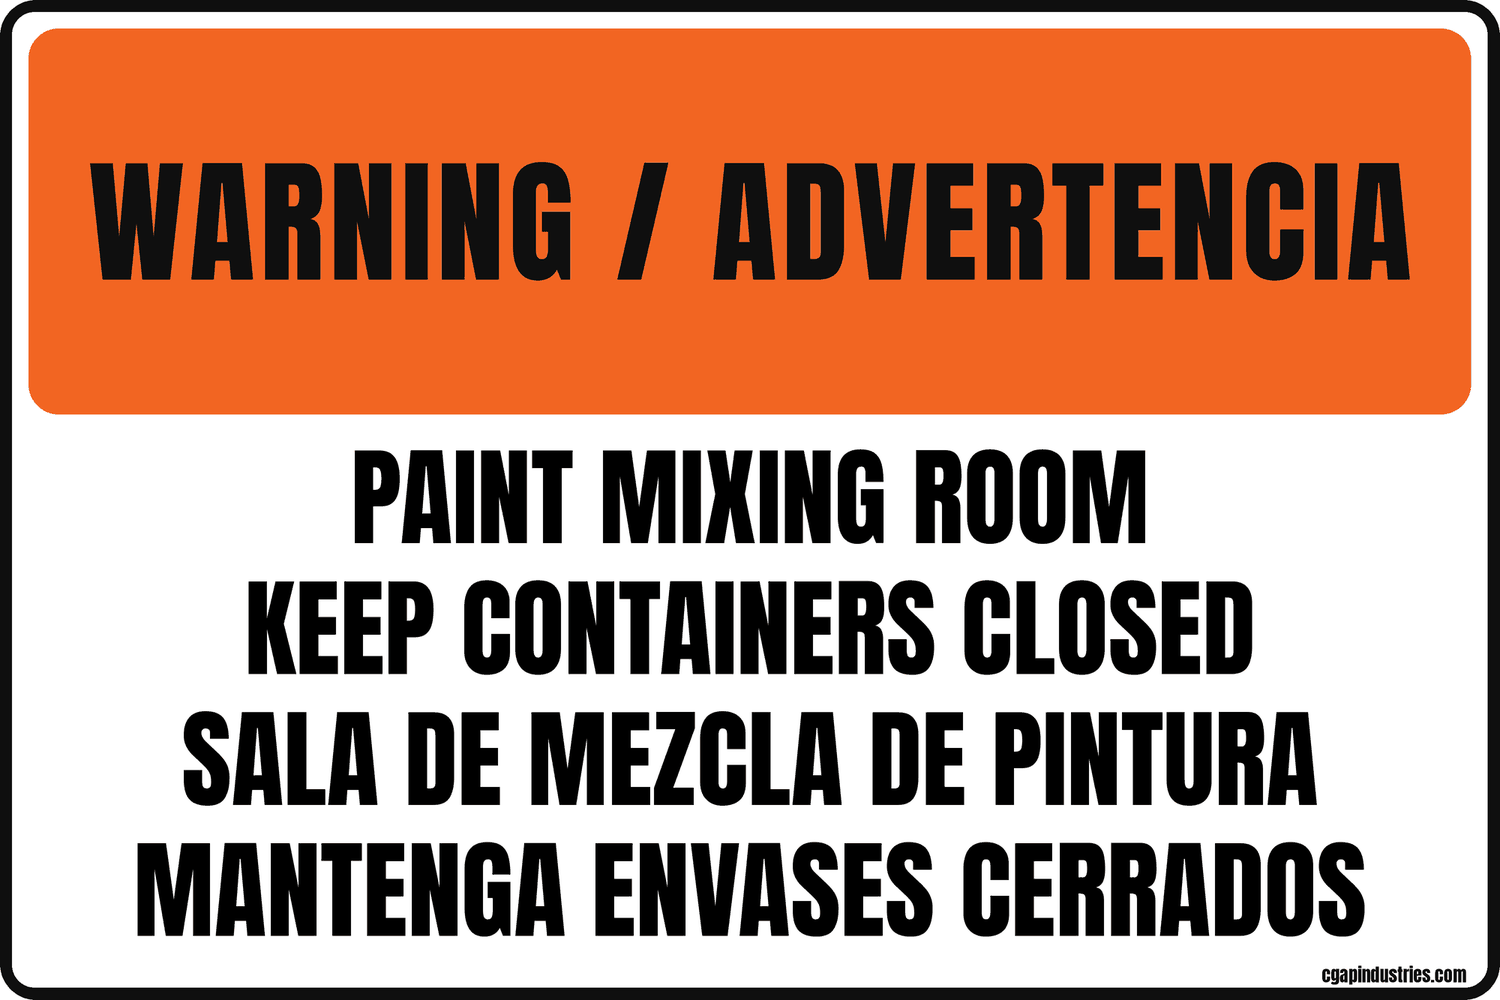 WARNING / ADVERTENCIA
PAINT MIXING ROOM
KEEP CONTAINERS CLOSED
SALA DE MEZCLA DE PINTURA
MANTENGA ENVASES CERRADOS
cgapindustries.com